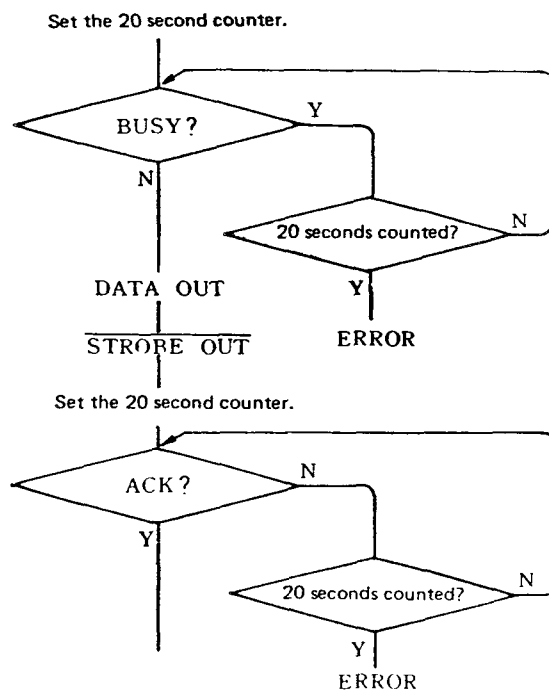 Set the 20 second counter.
BUSY?
Y
N
20 seconds counted?
N
Y
DATA OUT
ERROR
STROBE OUT
Set the 20 second counter.
ACK?
N
Y
20 seconds counted?
N
Y
ERROR